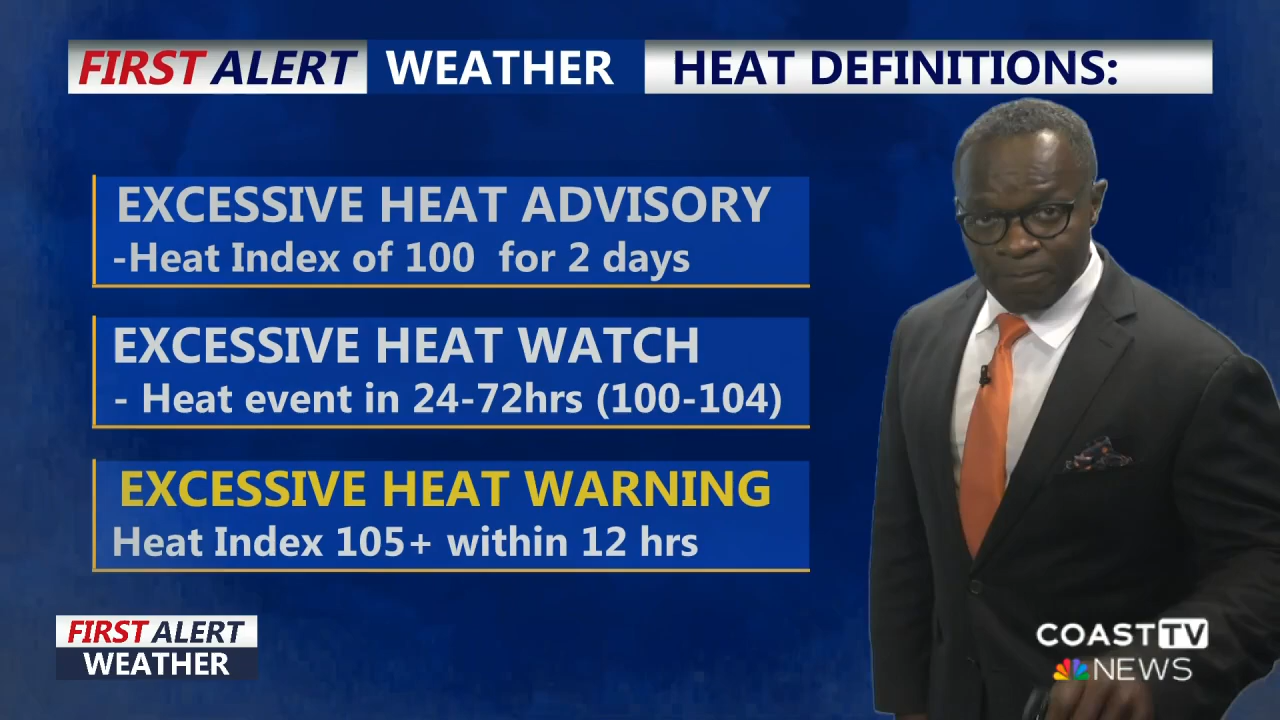 FIRST ALERT WEATHER HEAT DEFINITIONS:
EXCESSIVE HEAT ADVISORY
-Heat Index of 100 for 2 days
EXCESSIVE HEAT WATCH
- Heat event in 24-72hrs (100-104)
EXCESSIVE HEAT WARNING
Heat Index 105+ within 12 hrs
FIRST ALERT
WEATHER
COAST TV
NEWS